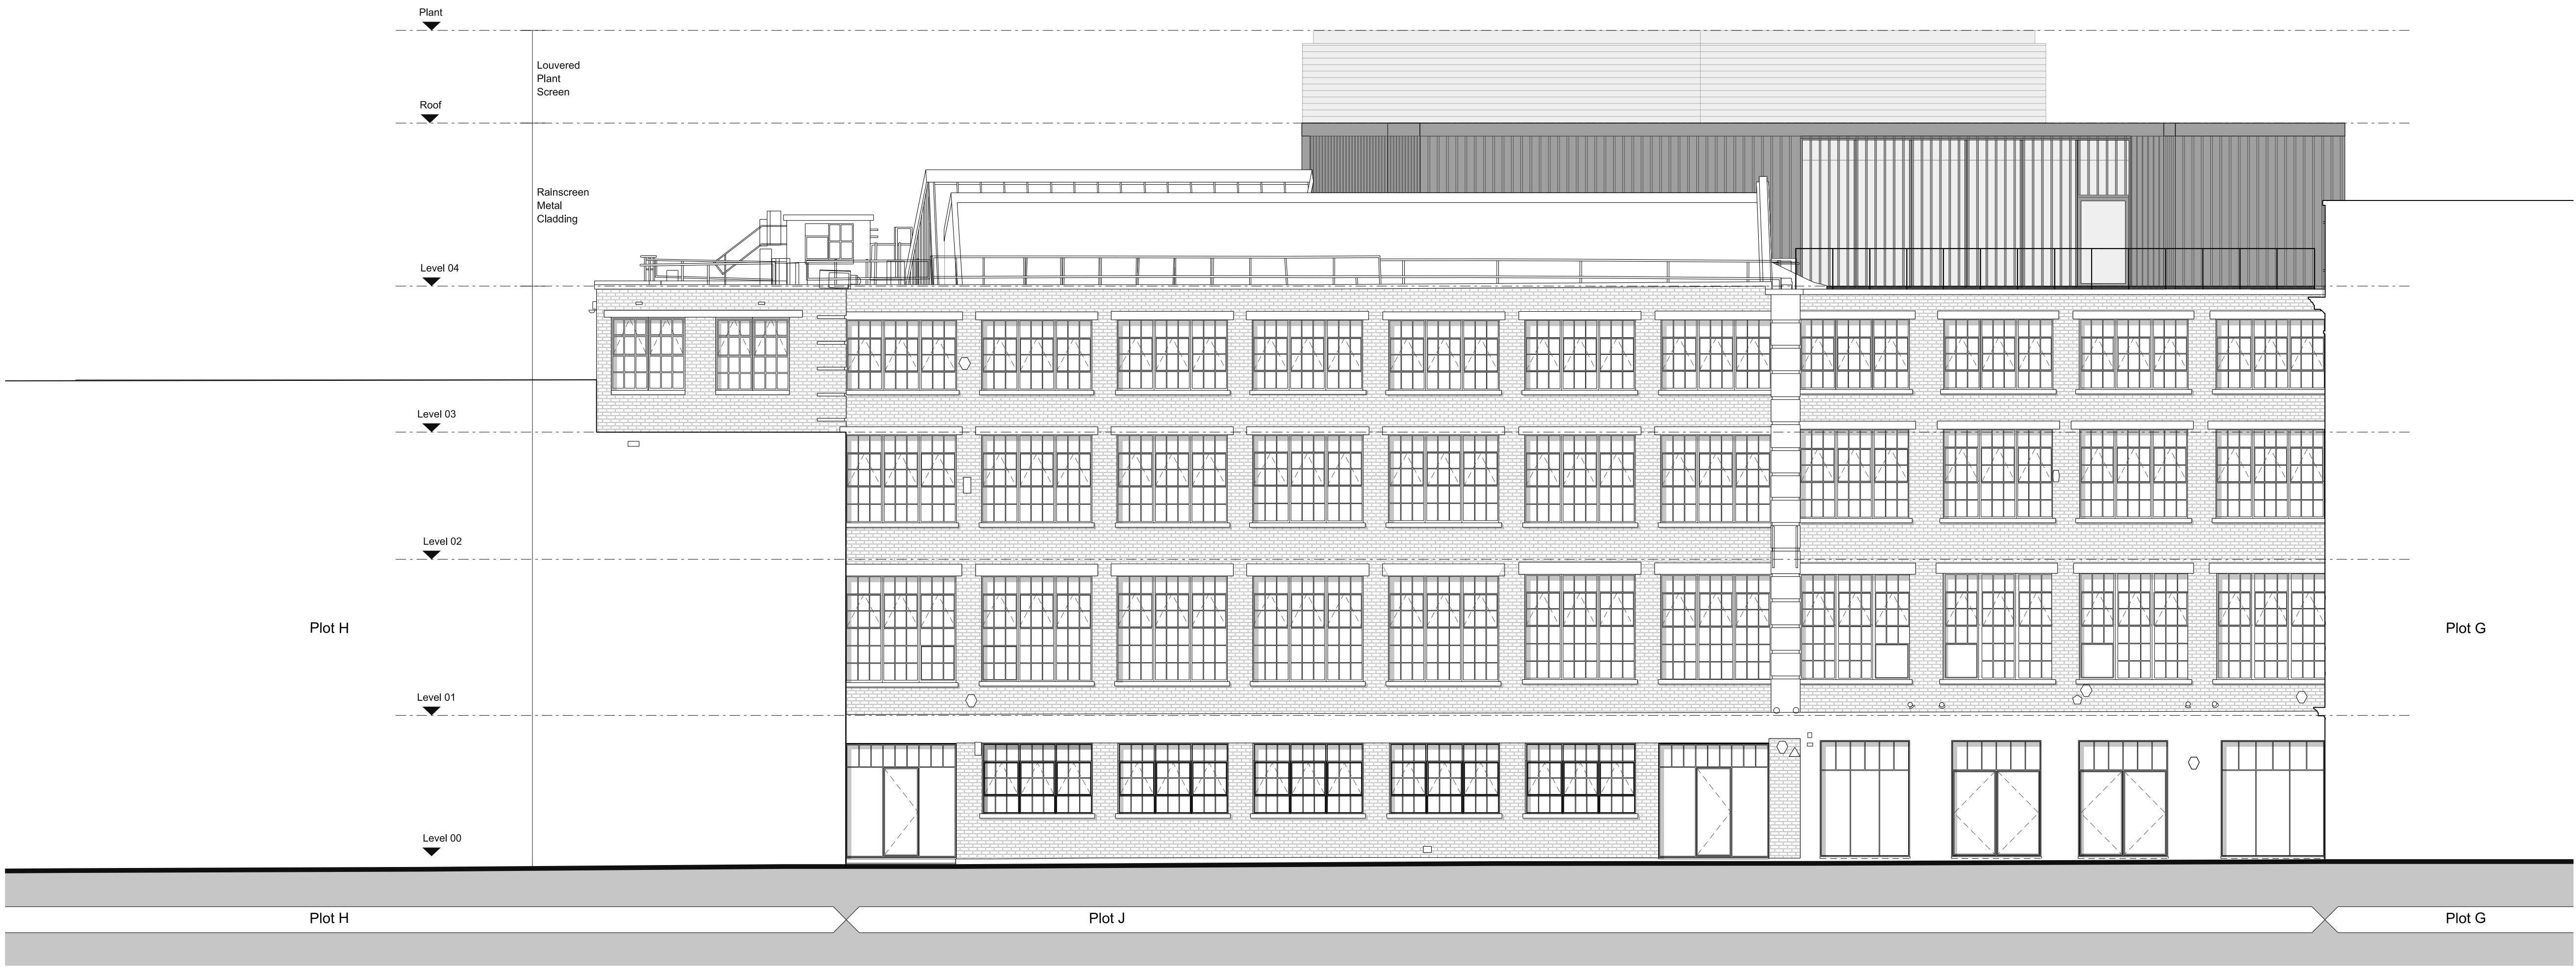 Plant
Louvered
Plant
Screen
Roof
Rainscreen
Metal
Cladding
Level 04
Level 03
Level 02
Plot H
Plot G
Level 01
Level 00
Plot H
Plot J
Plot G